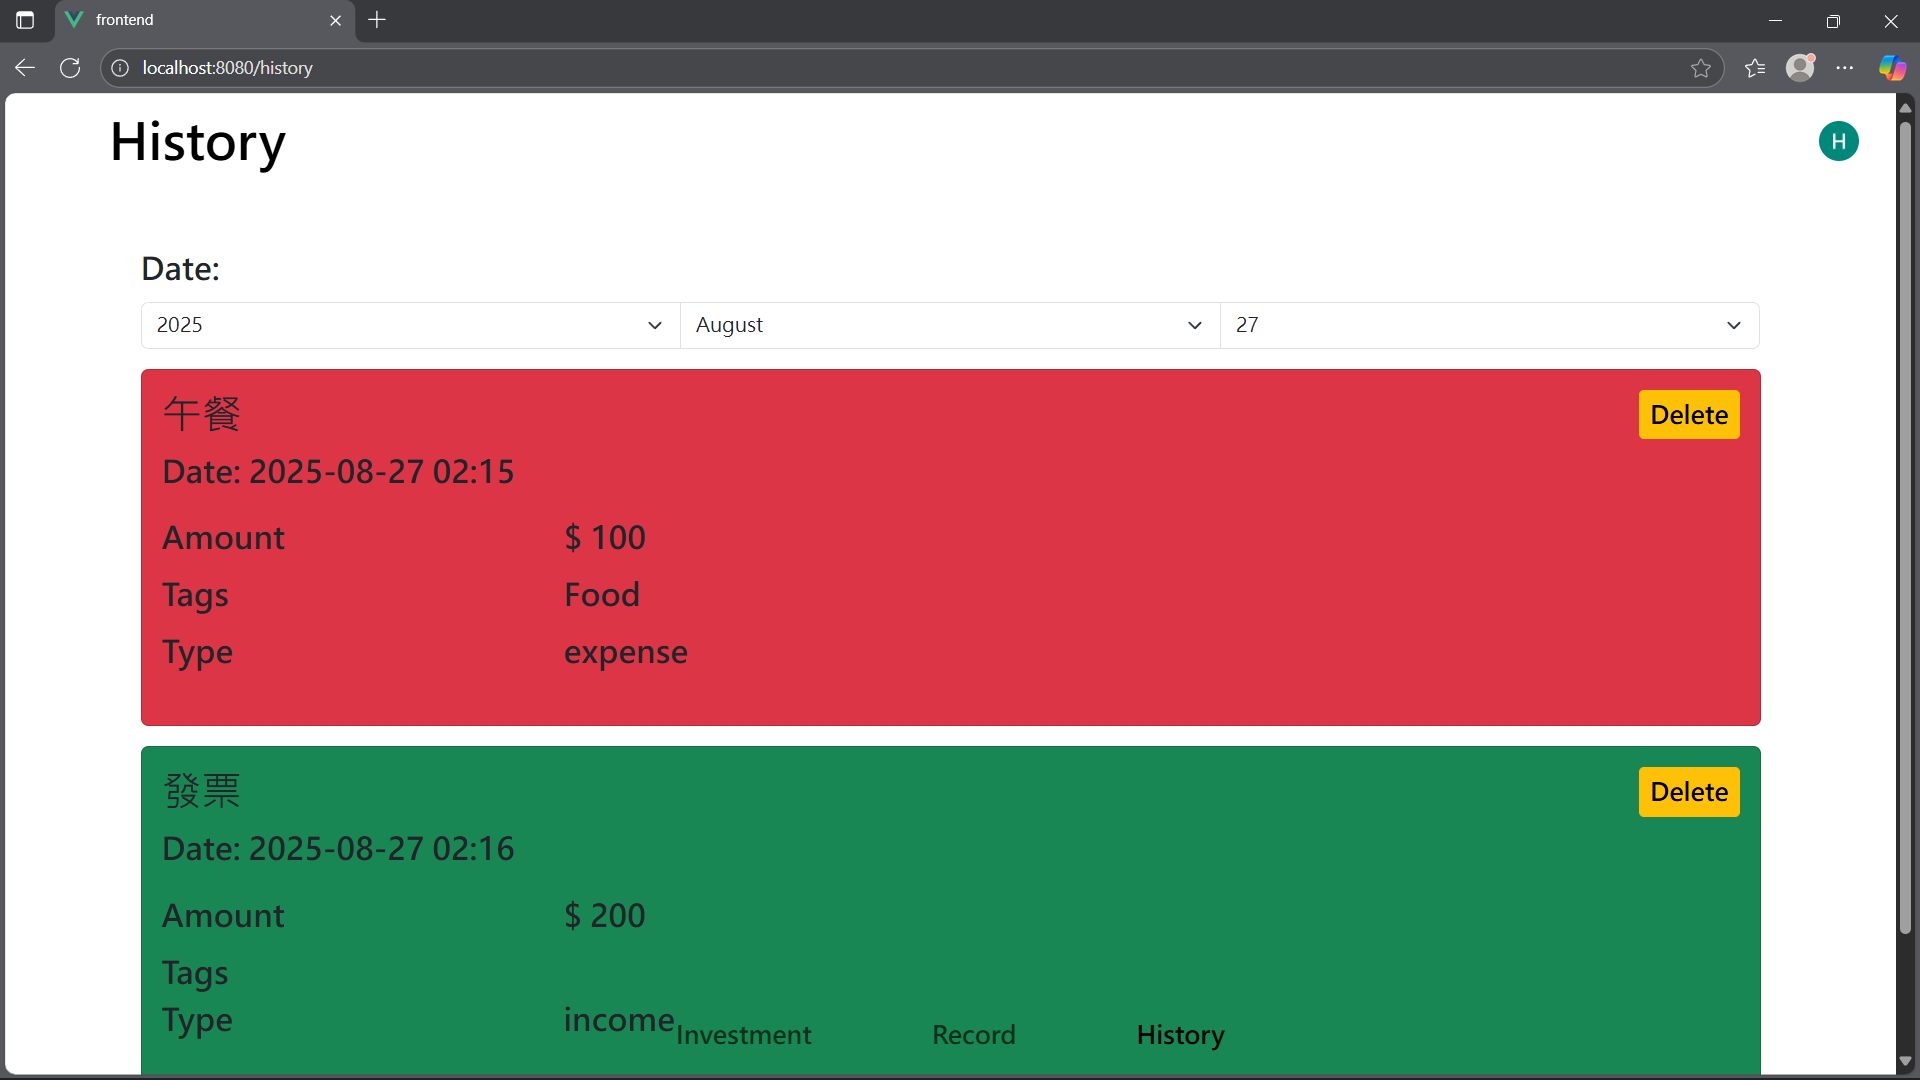 frontend
localhost:8080/history
History
H
Date:
2025 August 27
午餐 Delete
Date: 2025-08-27 02:15
Amount $ 100
Tags Food
Type expense
發票 Delete
Date: 2025-08-27 02:16
Amount $ 200
Tags
Type income
Investment Record History